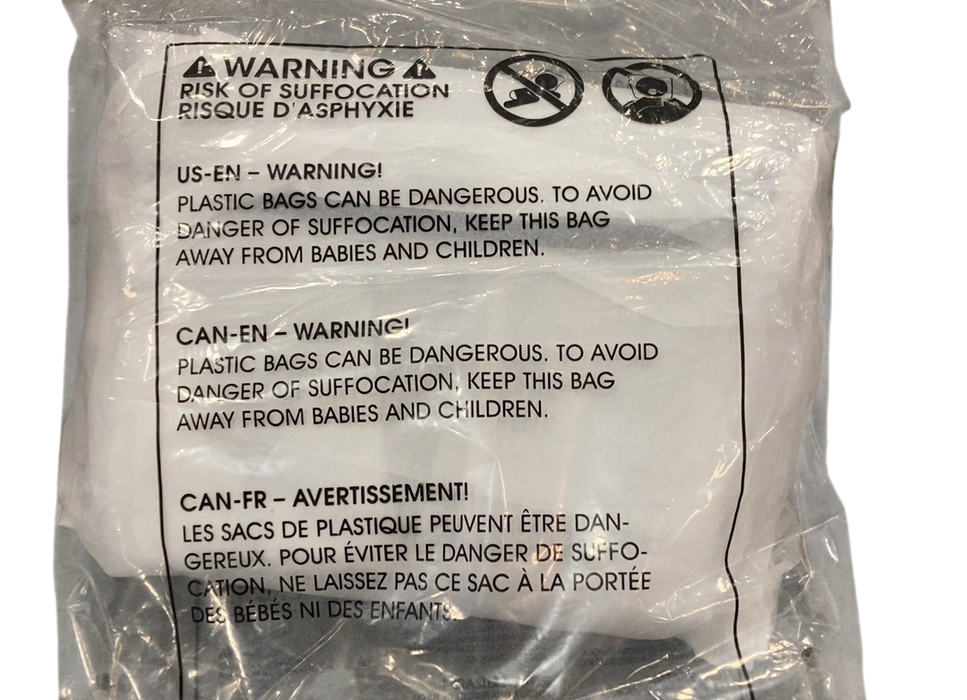 WARNING
RISK OF SUFFOCATION
RISQUE D'ASPHYXIE
US-EN – WARNING!
PLASTIC BAGS CAN BE DANGEROUS. TO AVOID
DANGER OF SUFFOCATION, KEEP THIS BAG
AWAY FROM BABIES AND CHILDREN.
CAN-EN – WARNING!
PLASTIC BAGS CAN BE DANGEROUS. TO AVOID
DANGER OF SUFFOCATION, KEEP THIS BAG
AWAY FROM BABIES AND CHILDREN.
CAN-FR – AVERTISSEMENT!
LES SACS DE PLASTIQUE PEUVENT ÊTRE DAN-
GEREUX. POUR ÉVITER LE DANGER DE SUFFO-
CATION, NE LAISSEZ PAS CE SAC À LA PORTÉE
DES BÉBÉS NI DES ENFANTS.